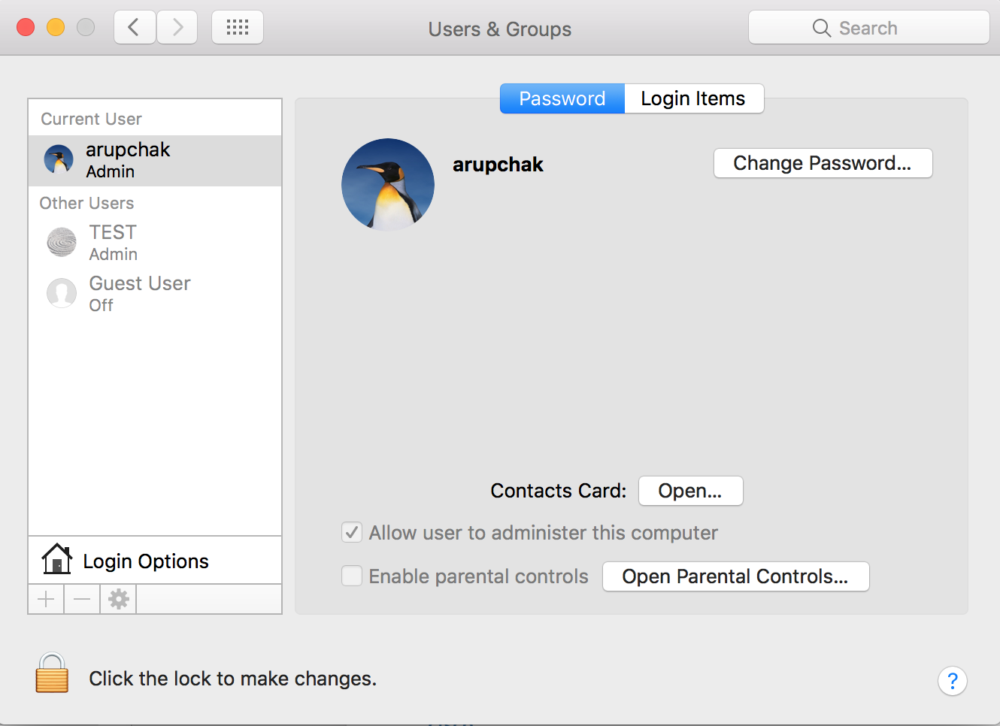 Users & Groups
Search
Password
Login Items
Current User
arupchak
Admin
Other Users
TEST
Admin
Guest User
Off
Login Options
arupchak
Change Password...
Contacts Card:
Open...
Allow user to administer this computer
Enable parental controls
Open Parental Controls...
Click the lock to make changes.
?